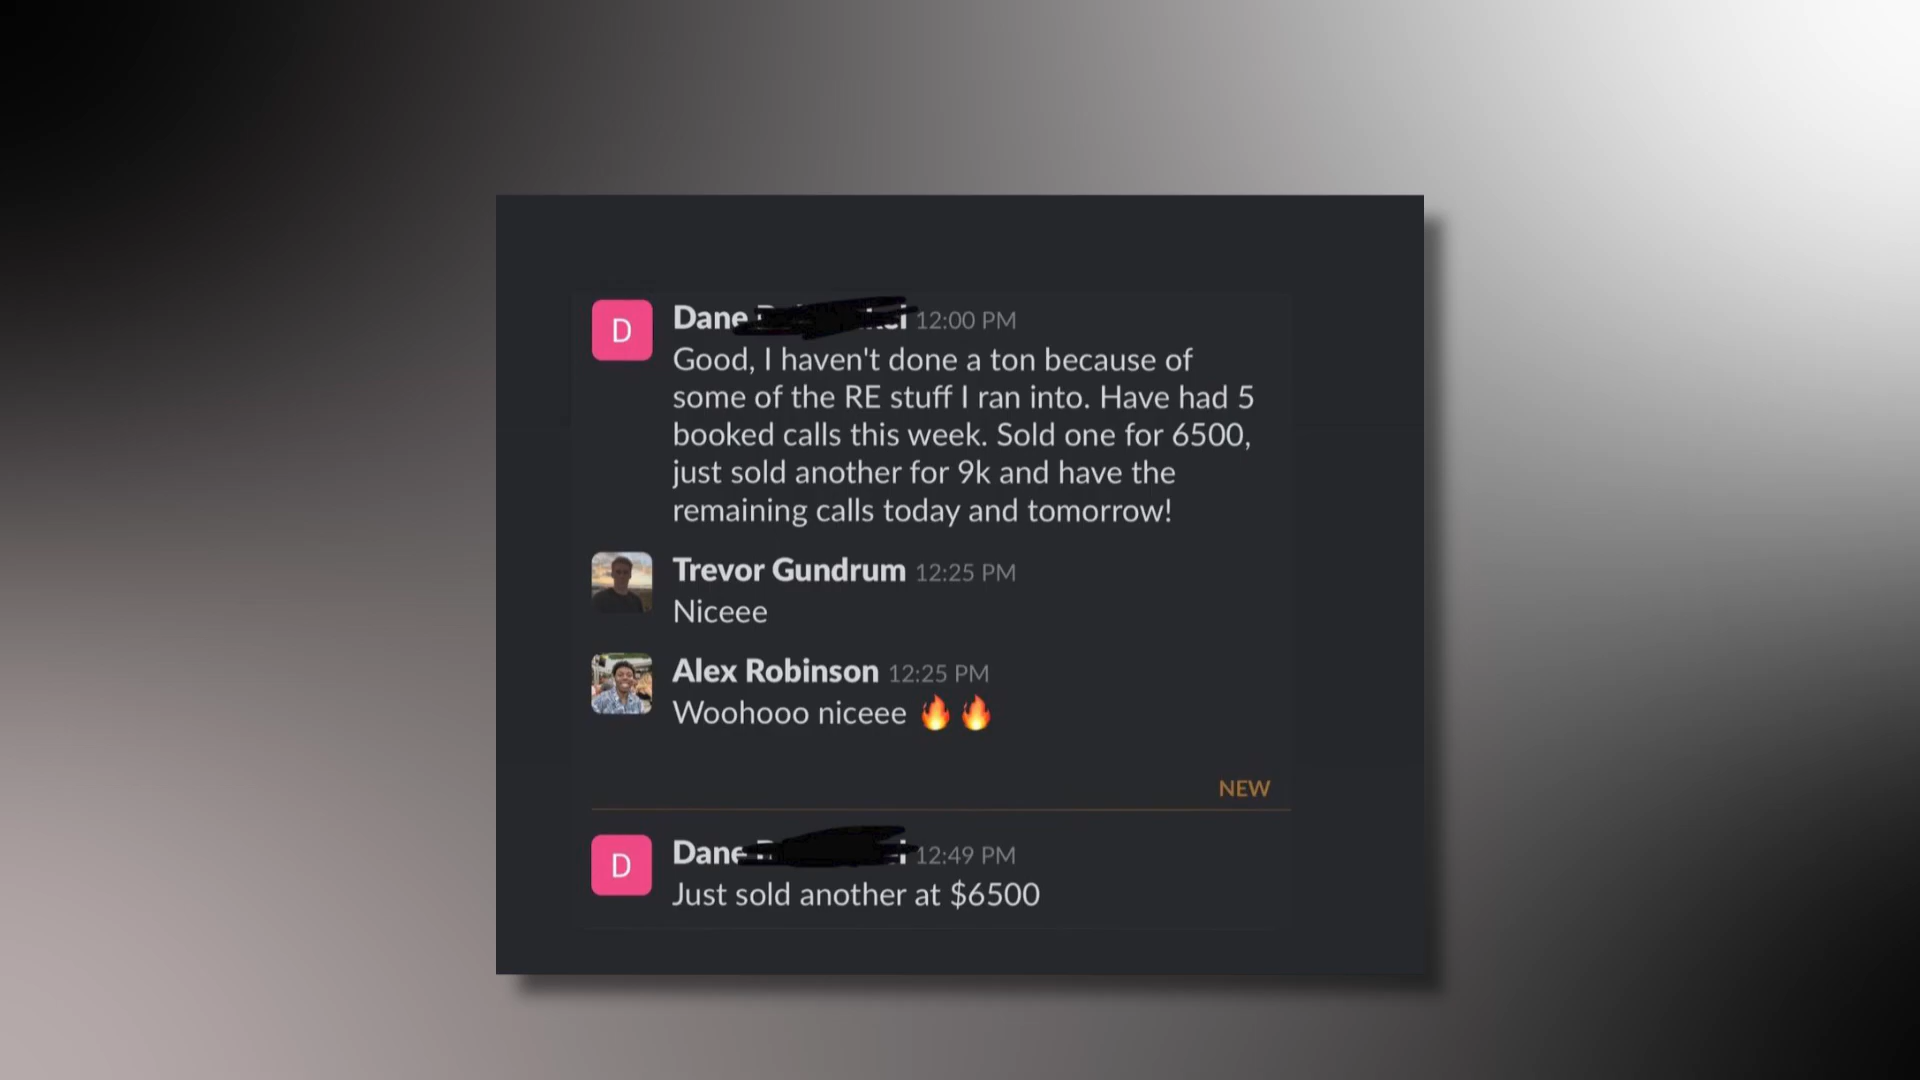 D
Dane 12:00 PM
Good, I haven't done a ton because of
some of the RE stuff I ran into. Have had 5
booked calls this week. Sold one for 6500,
just sold another for 9k and have the
remaining calls today and tomorrow!
Trevor Gundrum 12:25 PM
Niceee
Alex Robinson 12:25 PM
Woohooo niceee 🔥🔥
NEW
D
Dane 12:49 PM
Just sold another at $6500